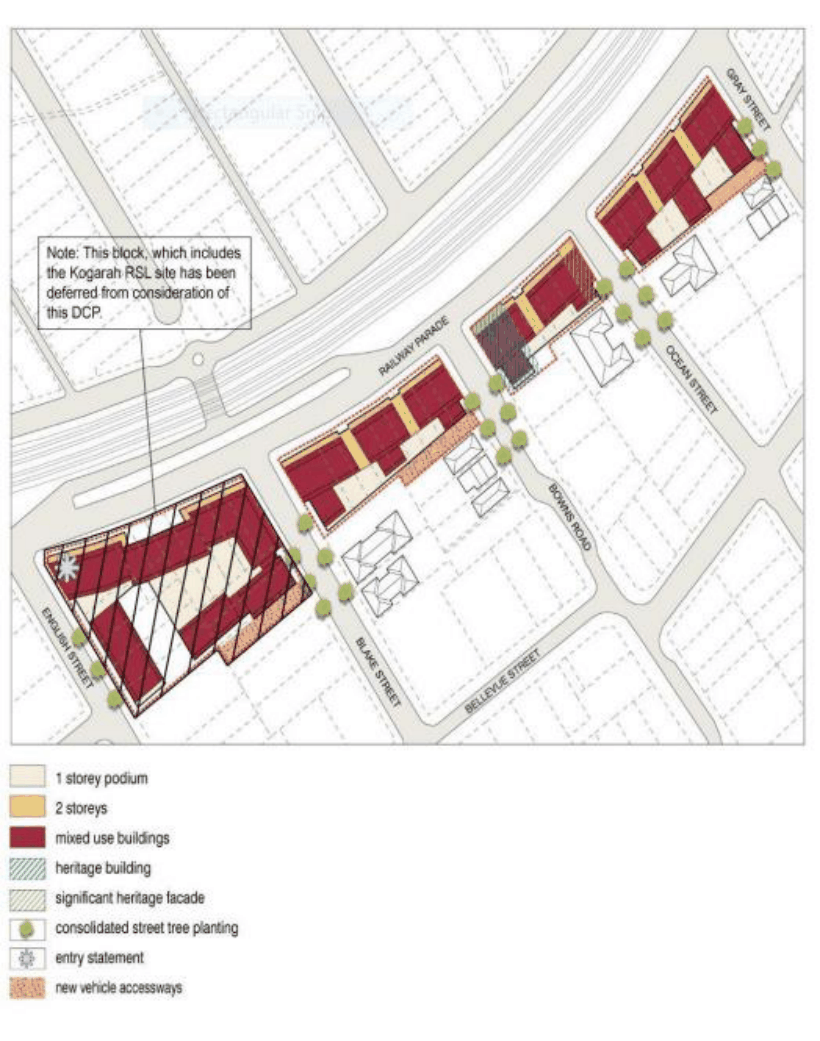 GRAY STREET
Note: This block, which includes
the Kogarah RSL site has been
deferred from consideration of
this DCP.
RAILWAY PARADE
OCEAN STREET
BOWNS ROAD
ENGLISH STREET
BLAKE STREET
BELLEVUE STREET
1 storey podium
2 storeys
mixed use buildings
heritage building
significant heritage facade
consolidated street tree planting
entry statement
new vehicle accessways